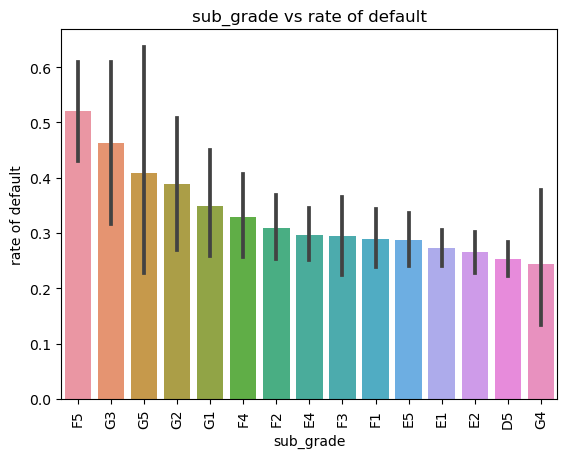 sub_grade vs rate of default
rate of default
0.6
0.5
0.4
0.3
0.2
0.1
0.0
F5 G3 G5 G2 G1 F4 F2 E4 F3 F1 E5 E1 E2 D5 G4
sub_grade